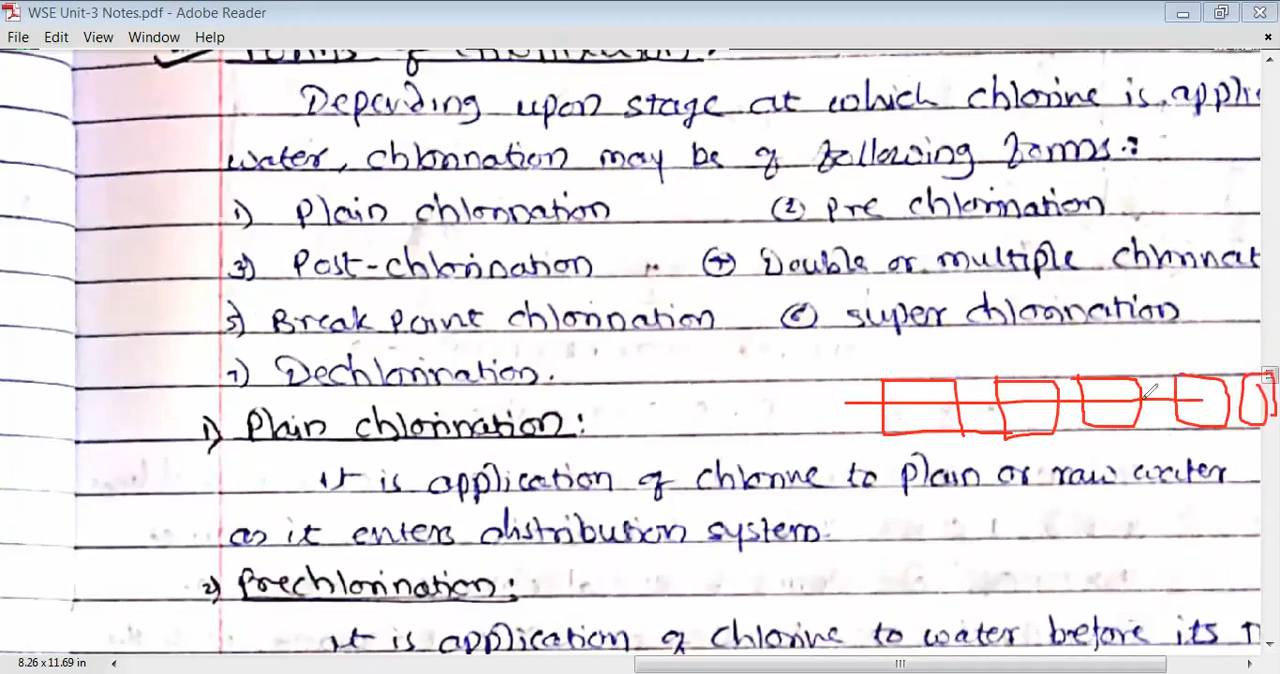 WSE Unit-3 Notes.pdf - Adobe Reader
File Edit View Window Help
Depending upon stage at which chlorine is appli
water, chlorination may be of following forms:
1) Plain chlorination (2) Pre chlorination
3) Post-chlorination (4) Double or multiple chlorinat
5) Break Point chlorination (6) super chlorination
7) Dechlorination.
1) Plain chlorination:
It is application of chlorine to plain or raw water
as it enters distribution system.
2) Prechlorination:
It is application of chlorine to water before its
8.26 x 11.69 in